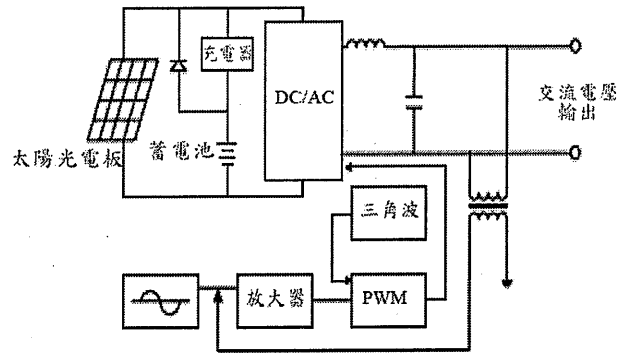 充電器
DC/AC
交流電壓
輸出
太陽光電板
蓄電池
三角波
放大器
PWM